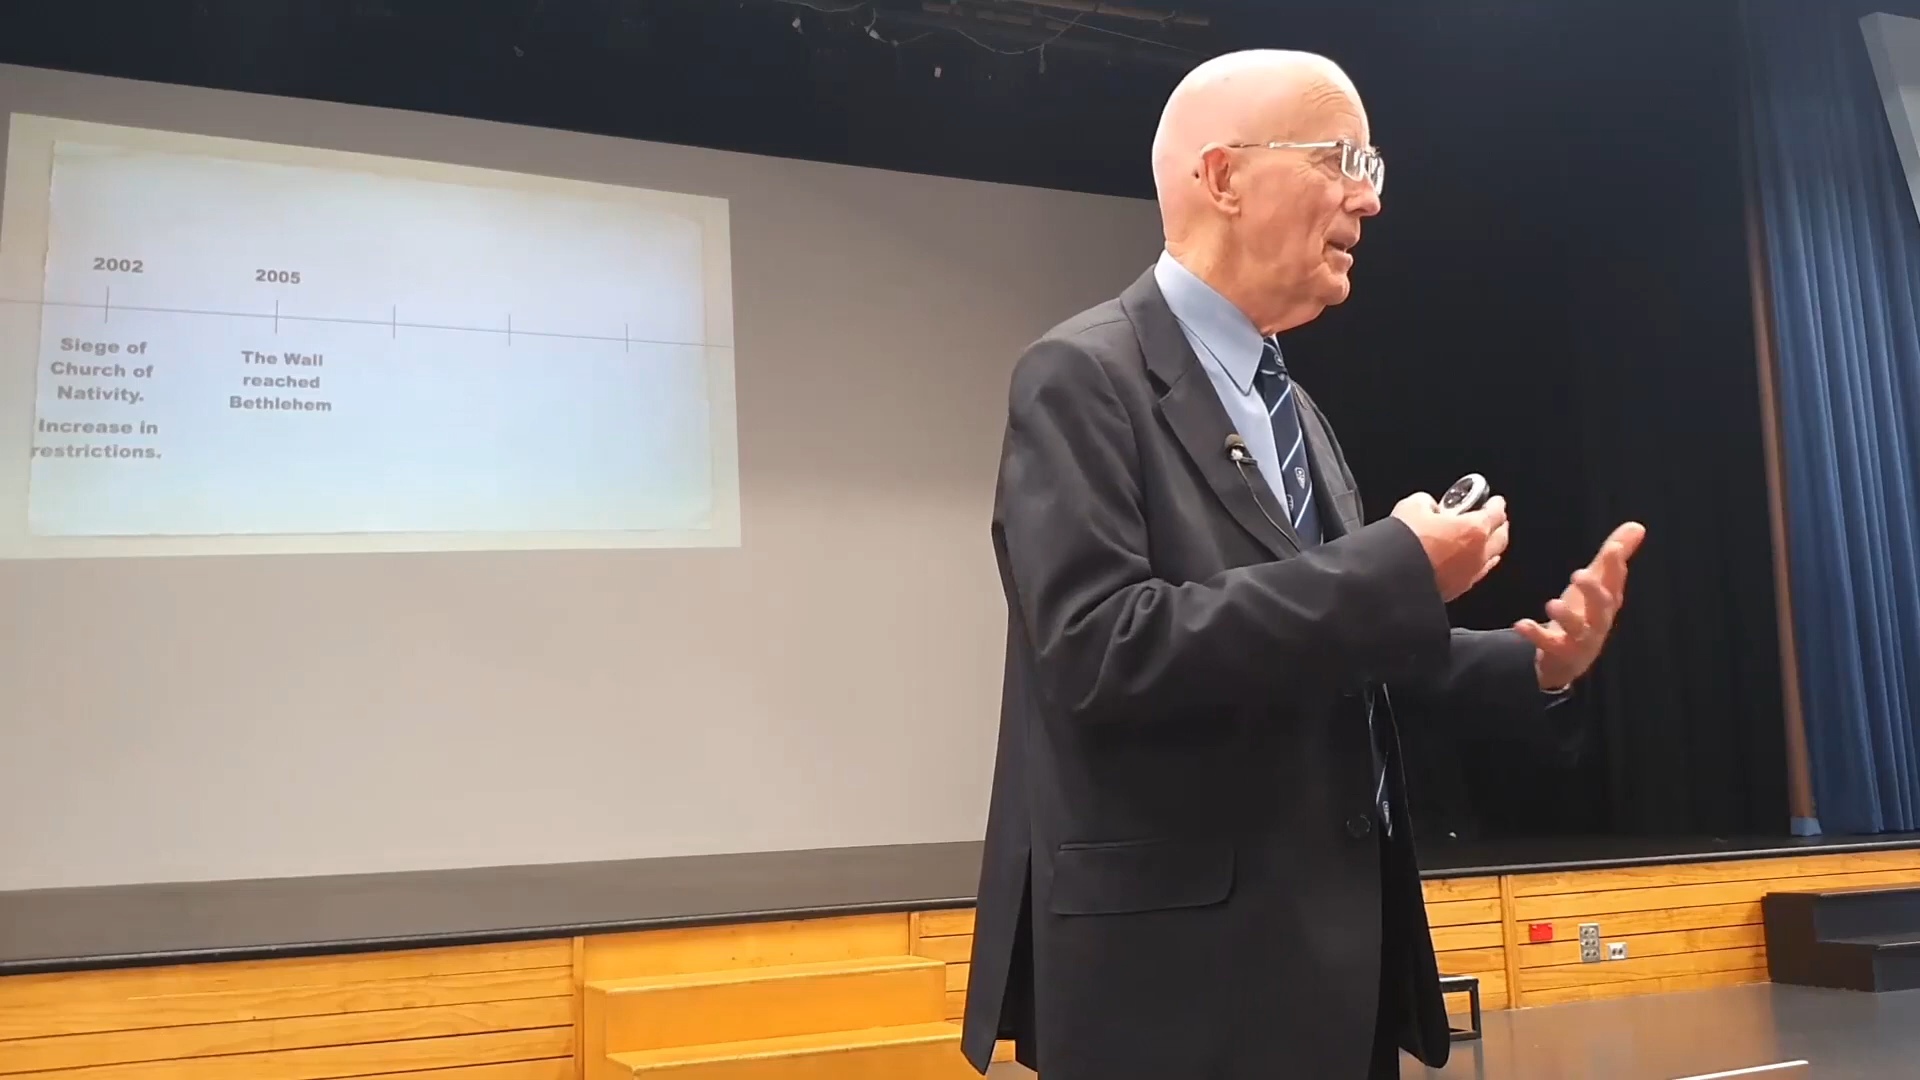 2002
2005
Siege of
Church of
Nativity.
Increase in
restrictions.
The Wall
reached
Bethlehem